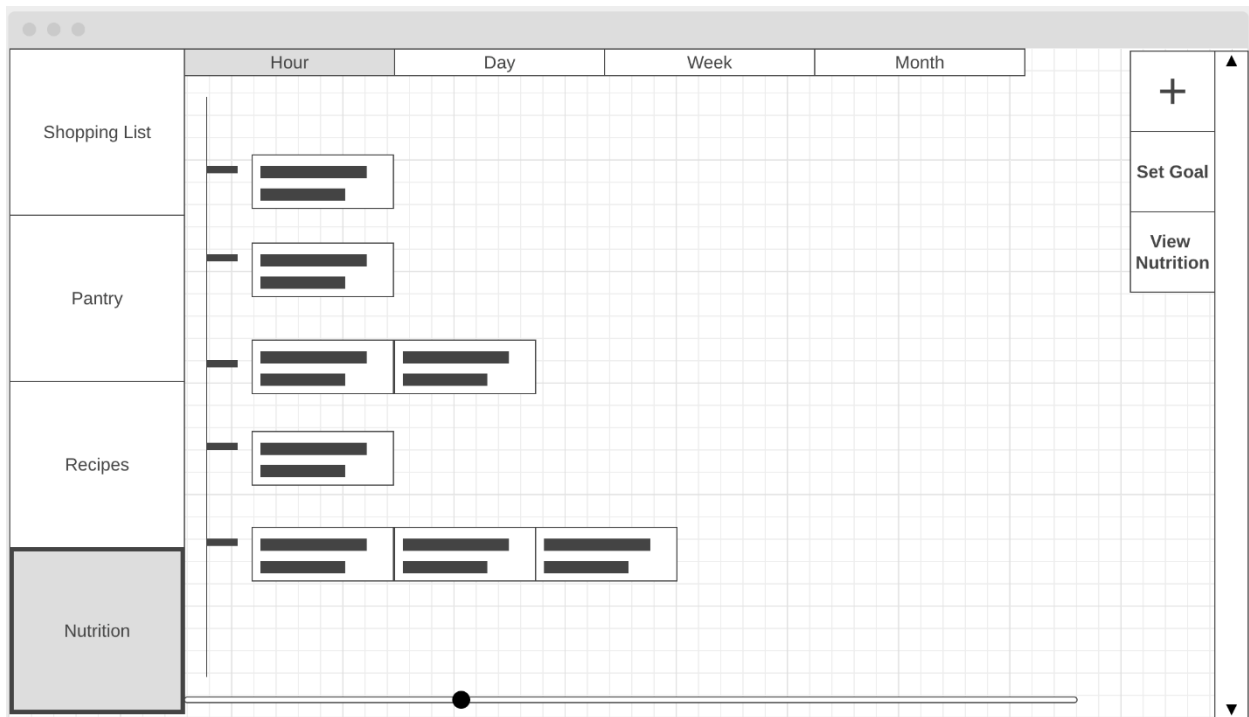 Hour
Day
Week
Month
Shopping List
Pantry
Recipes
Nutrition
+
Set Goal
View
Nutrition